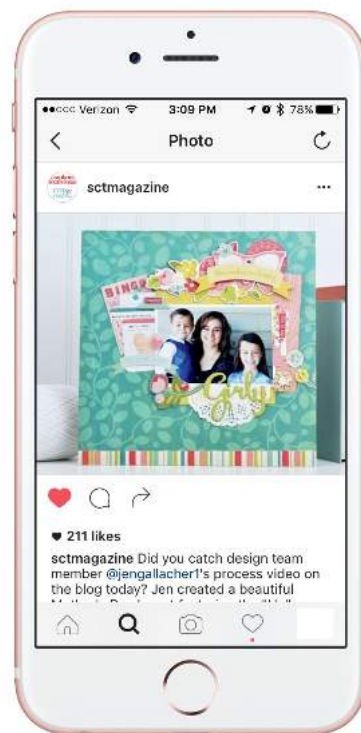 ●●○○○ Verizon 3:09 PM 78%
Photo
sctmagazine
BINGO
211 likes
sctmagazine Did you catch design team
member @jengallacher1's process video on
the blog today? Jen created a beautiful